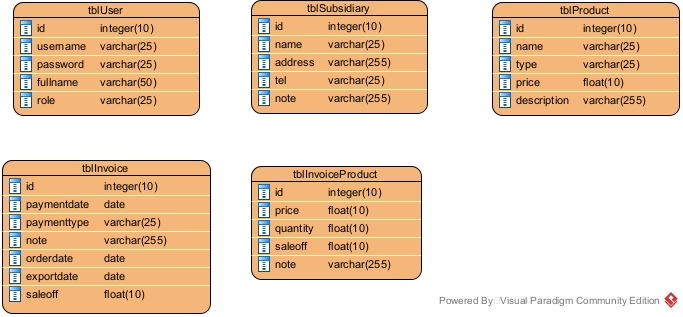 tblUser
id integer(10)
username varchar(25)
password varchar(25)
fullname varchar(50)
role varchar(25)
tblSubsidiary
id integer(10)
name varchar(25)
address varchar(255)
tel varchar(25)
note varchar(255)
tblProduct
id integer(10)
name varchar(25)
type varchar(25)
price float(10)
description varchar(255)
tblInvoice
id integer(10)
paymentdate date
paymenttype varchar(25)
note varchar(255)
orderdate date
exportdate date
saleoff float(10)
tblInvoiceProduct
id integer(10)
price float(10)
quantity float(10)
saleoff float(10)
note varchar(255)
Powered By Visual Paradigm Community Edition